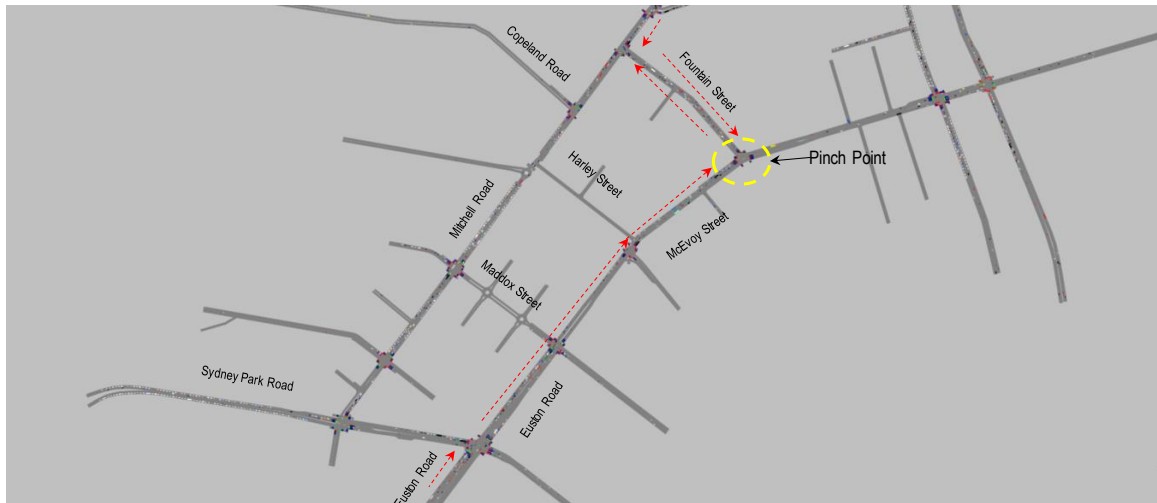 Copeland Road
Fountain Street
Pinch Point
Harley Street
Mitchell Road
McEvoy Street
Maddox Street
Sydney Park Road
Euston Road
Euston Road